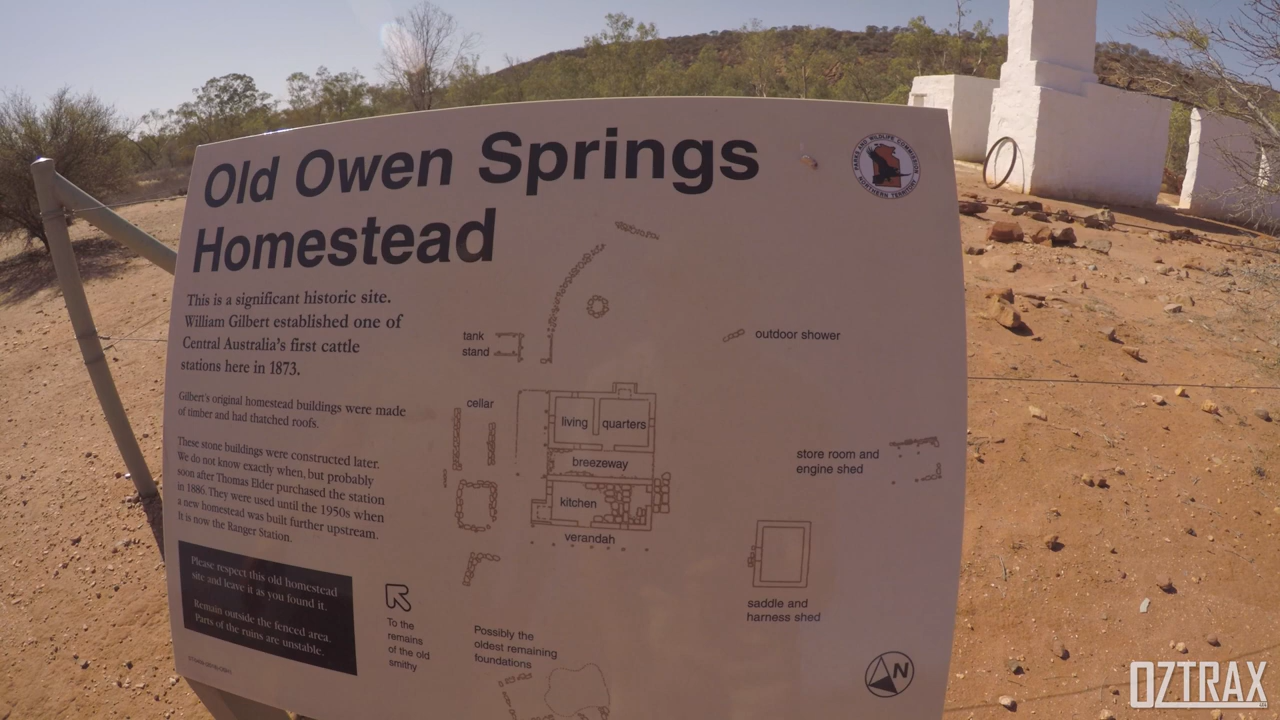 Old Owen Springs
Homestead
PARKS AND WILDLIFE COMMISSION
NORTHERN TERRITORY
This is a significant historic site.
William Gilbert established one of
Central Australia's first cattle
stations here in 1873.
Gilbert's original homestead buildings were made
of timber and had thatched roofs.
These stone buildings were constructed later.
We do not know exactly when, but probably
soon after Thomas Elder purchased the station
in 1886. They were used until the 1950s when
a new homestead was built further upstream.
It is now the Ranger Station.
Please respect this old homestead
site and leave it as you found it.
Remain outside the fenced area.
Parts of the ruins are unstable.
tank
stand
outdoor shower
cellar
living
quarters
breezeway
kitchen
verandah
store room and
engine shed
saddle and
harness shed
To the
remains
of the old
smithy
Possibly the
oldest remaining
foundations
N
OZTRAX